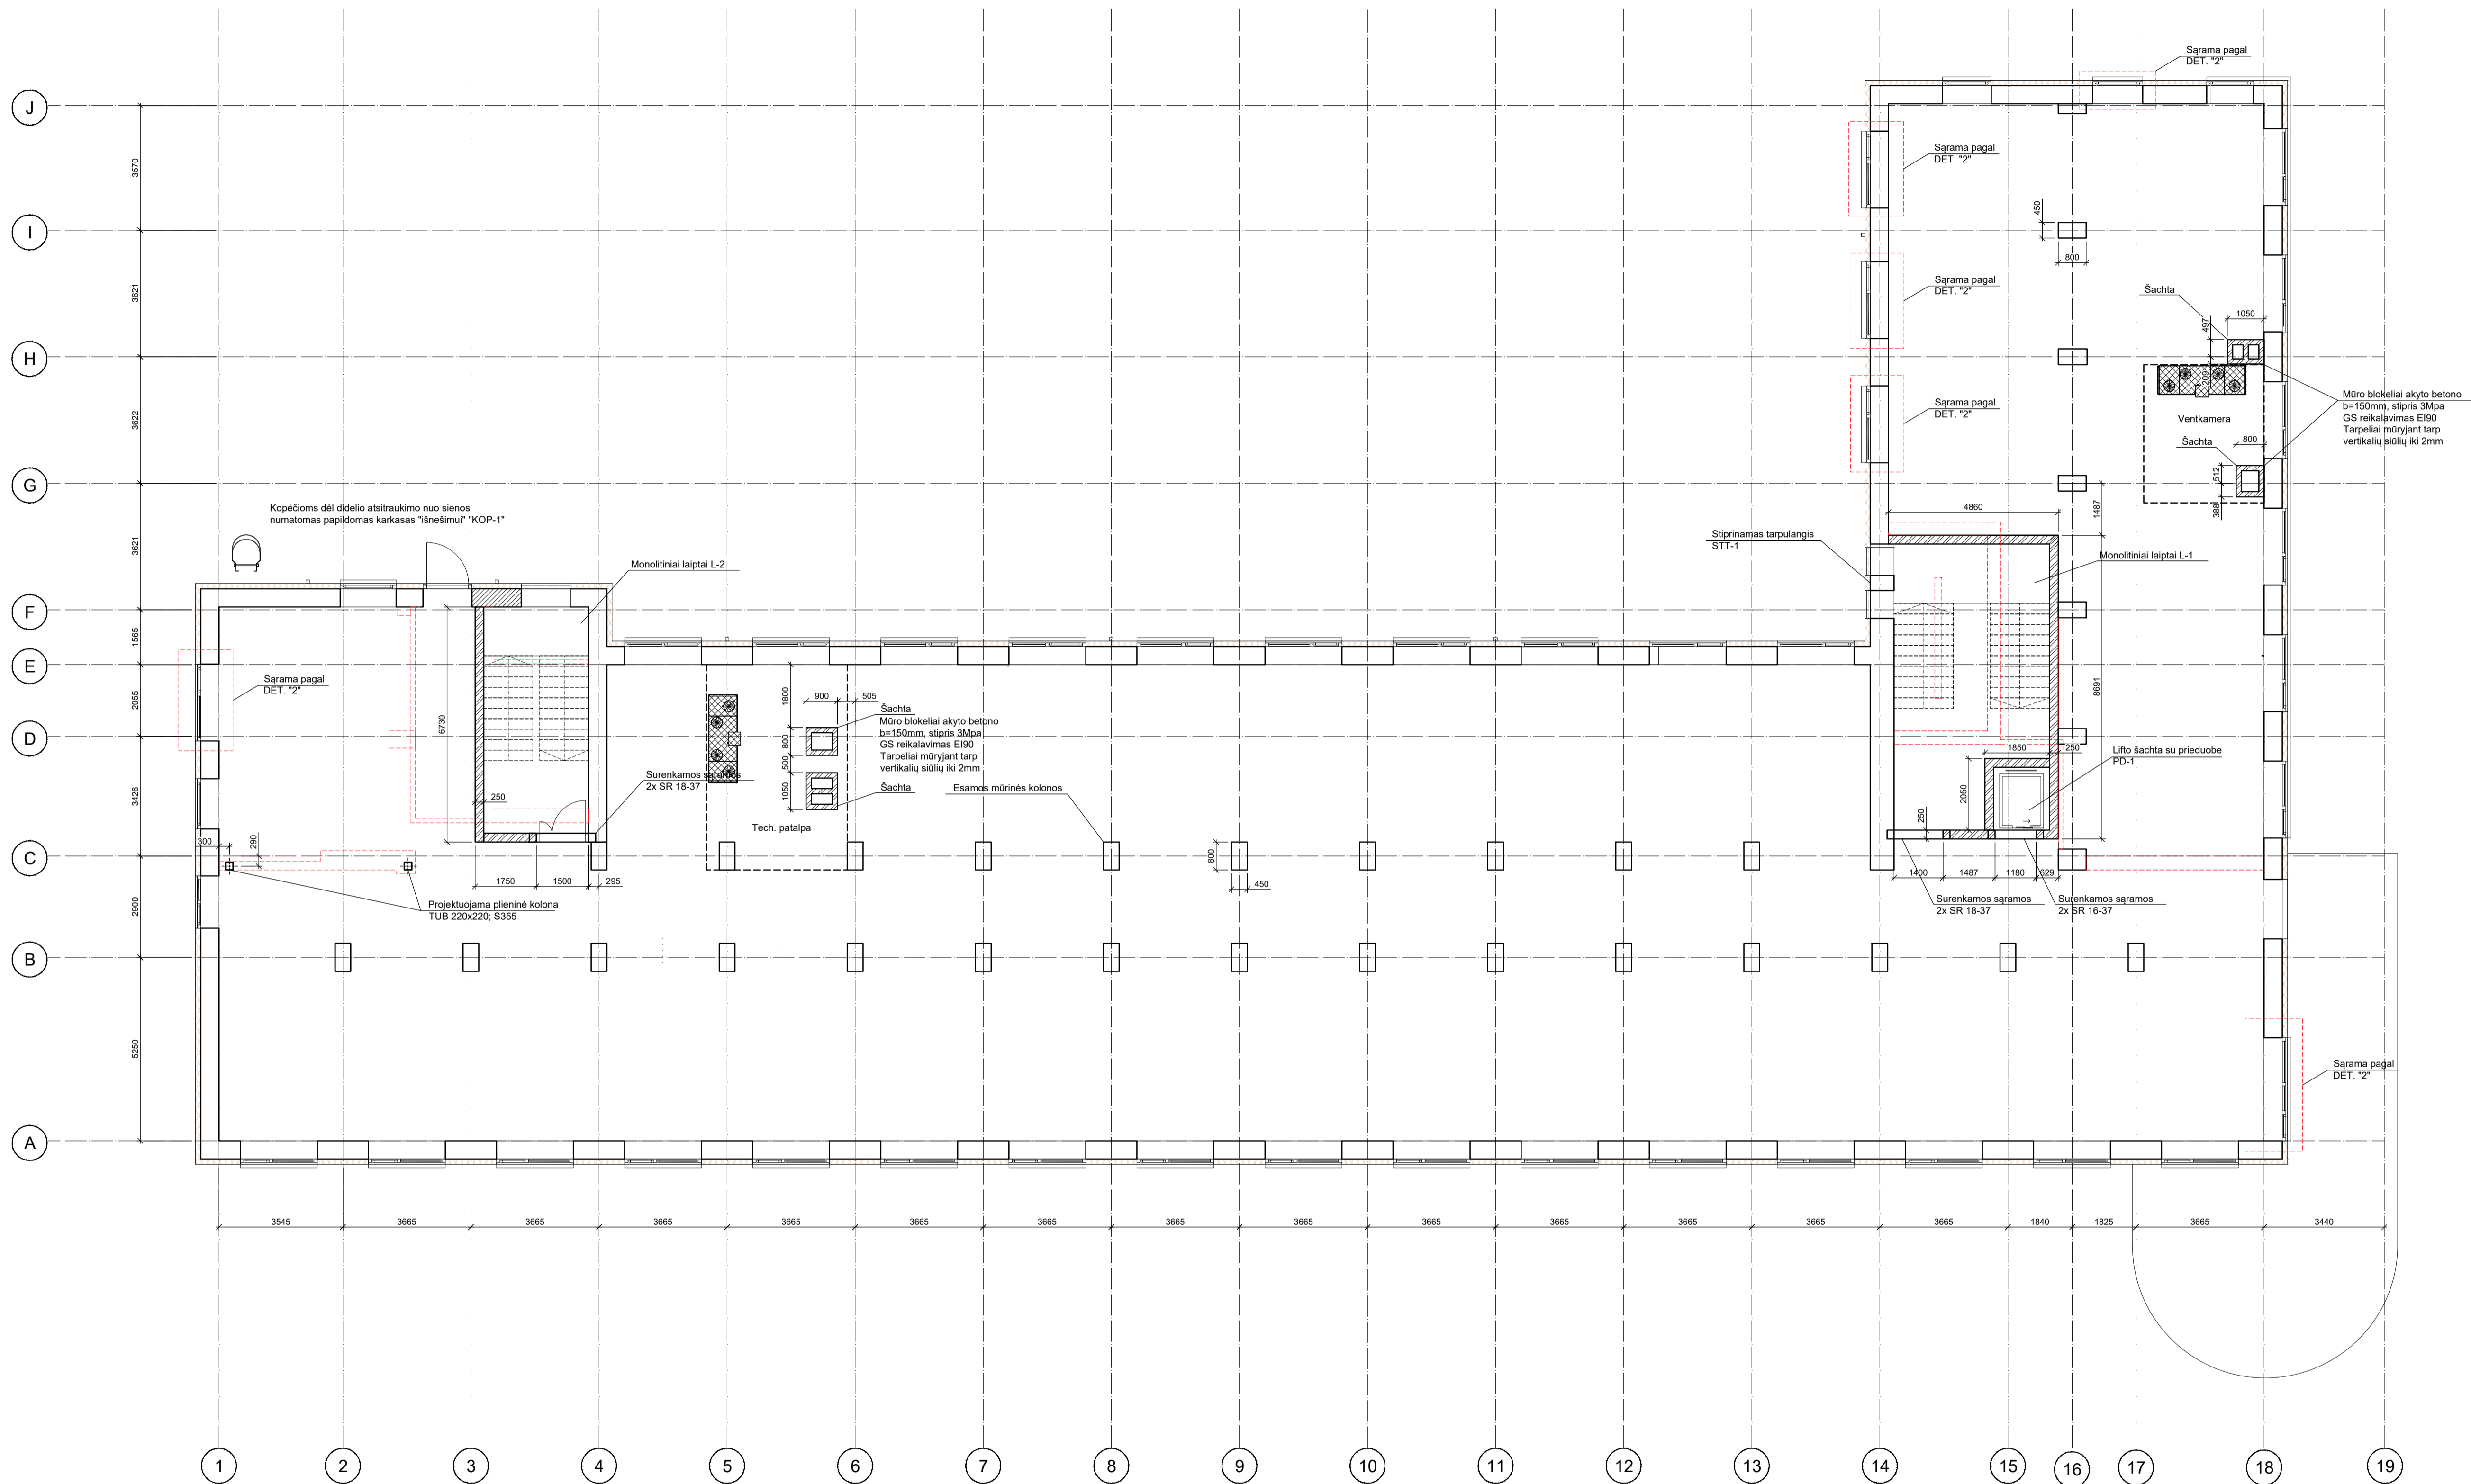 Sąrama pagal
DET. "2"
J
3570
Sąrama pagal
DET. "2"
450
I
800
3621
Sąrama pagal
DET. "2"
Šachta
1050
497
H
209
3622
Sąrama pagal
DET. "2"
Mūro blokeliai akyto betono
b=150mm, stipris 3Mpa
GS reikalavimas EI90
Tarpeliai mūryjant tarp
vertikalių siūlių iki 2mm
Ventkamera
Šachta
800
512
G
388
Kopėčioms dėl didelio atsitraukimo nuo sienos
numatomas papildomas karkasas "išnešimui" "KOP-1"
4860
1487
3621
Stiprinamas tarpulangis
STT-1
Monolitiniai laiptai L-1
Monolitiniai laiptai L-2
F
1565
E
2055
Sąrama pagal
DET. "2"
6730
1800
900
505
8691
Šachta
Mūro blokeliai akyto betono
b=150mm, stipris 3Mpa
GS reikalavimas EI90
Tarpeliai mūryjant tarp
vertikalių siūlių iki 2mm
D
800
500
1050
1850
250
Lifto šachta su prieduobe
PD-1
Surenkamos sąramos
2x SR 18-37
Šachta
Esamos mūrinės kolonos
2050
3426
250
Tech. patalpa
250
300
290
C
800
450
1750
1500
295
1400
1487
1180
629
2900
Projektuojama plieninė kolona
TUB 220x220; S355
Surenkamos sąramos
2x SR 18-37
Surenkamos sąramos
2x SR 16-37
B
5250
Sąrama pagal
DET. "2"
A
3545
3665
3665
3665
3665
3665
3665
3665
3665
3665
3665
3665
3665
3665
1840
1825
3665
3440
1
2
3
4
5
6
7
8
9
10
11
12
13
14
15
16
17
18
19